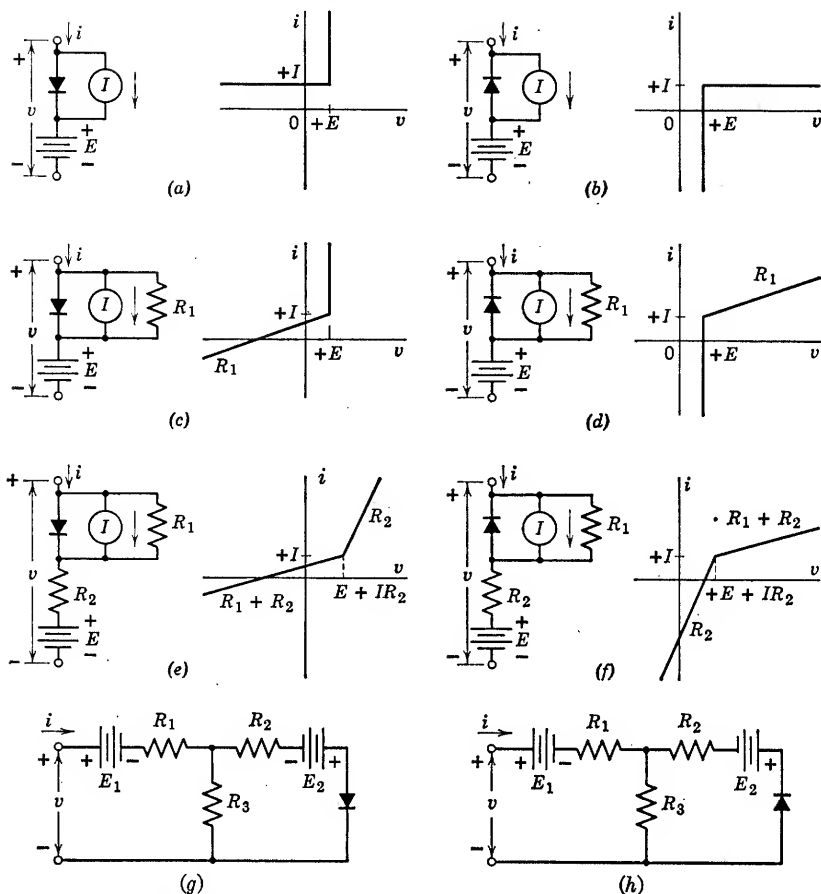 + i v I + E − (a)
i +I 0 +E v
+ i v I + E − (b)
i +I 0 +E v
+ i v I R1 + E − (c)
i +I +E v R1
+ i v I R1 + E − (d)
i +I 0 +E v R1
+ i v I R1 R2 + E − (e)
i +I R2 v R1 + R2 E + IR2
+ i v I R1 R2 + E − (f)
i +I R1 + R2 v +E + IR2 R2
i R1 R2
+ + − − +
v E1 E2
R3
−
(g)
i R1 R2
+ + − +
v E1 E2
R3
−
(h)